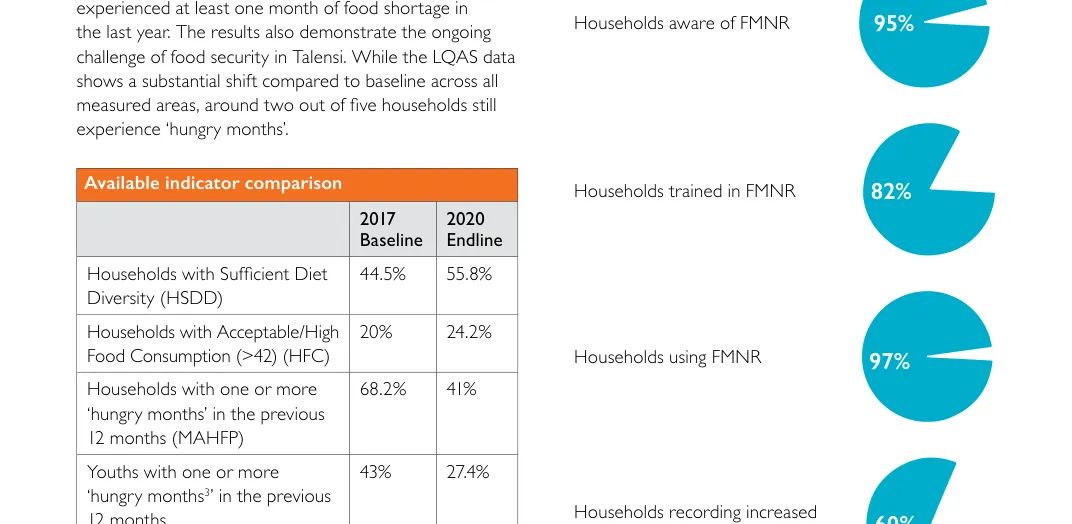 experienced at least one month of food shortage in
the last year. The results also demonstrate the ongoing
challenge of food security in Talensi. While the LQAS data
shows a substantial shift compared to baseline across all
measured areas, around two out of five households still
experience ‘hungry months’.
Available indicator comparison
2017
Baseline
2020
Endline
Households with Sufficient Diet
Diversity (HSDD)
44.5%
55.8%
Households with Acceptable/High
Food Consumption (>42) (HFC)
20%
24.2%
Households with one or more
‘hungry months’ in the previous
12 months (MAHFP)
68.2%
41%
Youths with one or more
‘hungry months³’ in the previous
12 months
43%
27.4%
Households aware of FMNR
95%
Households trained in FMNR
82%
Households using FMNR
97%
Households recording increased